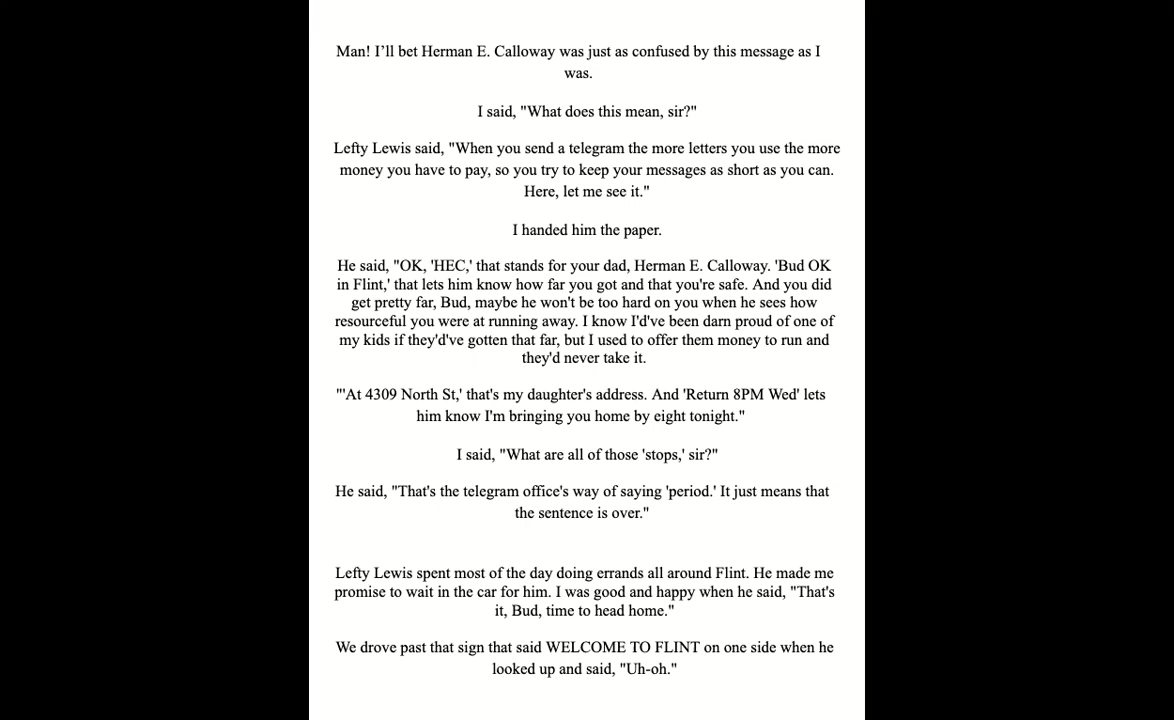 Man! I’ll bet Herman E. Calloway was just as confused by this message as I
was.
I said, "What does this mean, sir?"
Lefty Lewis said, "When you send a telegram the more letters you use the more
money you have to pay, so you try to keep your messages as short as you can.
Here, let me see it."
I handed him the paper.
He said, "OK, 'HEC,' that stands for your dad, Herman E. Calloway. 'Bud OK
in Flint,' that lets him know how far you got and that you're safe. And you did
get pretty far, Bud, maybe he won't be too hard on you when he sees how
resourceful you were at running away. I know I'd've been darn proud of one of
my kids if they'd've gotten that far, but I used to offer them money to run and
they'd never take it.
"'At 4309 North St,' that's my daughter's address. And 'Return 8PM Wed' lets
him know I'm bringing you home by eight tonight."
I said, "What are all of those 'stops,' sir?"
He said, "That's the telegram office's way of saying 'period.' It just means that
the sentence is over."
Lefty Lewis spent most of the day doing errands all around Flint. He made me
promise to wait in the car for him. I was good and happy when he said, "That's
it, Bud, time to head home."
We drove past that sign that said WELCOME TO FLINT on one side when he
looked up and said, "Uh-oh."